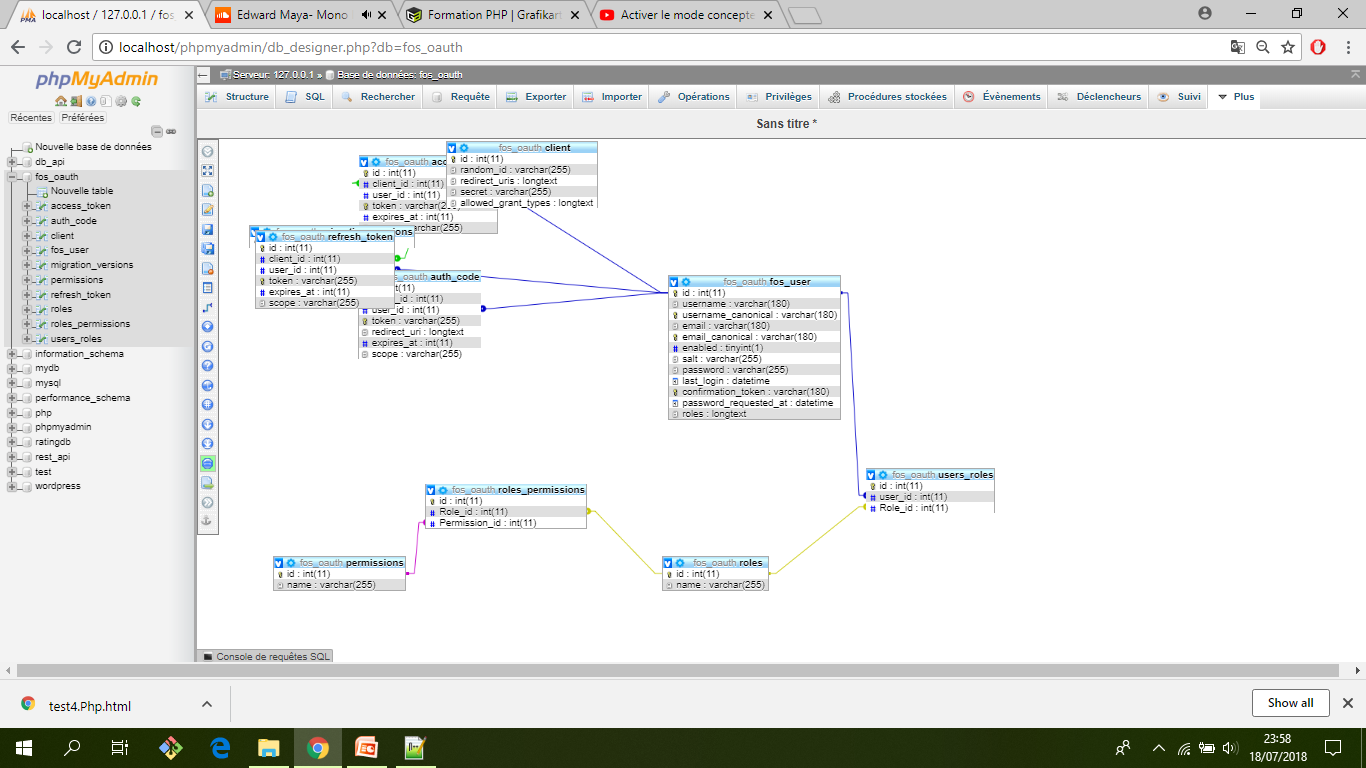 localhost / 127.0.0.1 / fos
Edward Maya- Mono
Formation PHP | Grafikar
Activer le mode concepte
localhost/phpmyadmin/db_designer.php?db=fos_oauth
phpMyAdmin
Récentes Préférées
Nouvelle base de données
db_api
fos_oauth
Nouvelle table
access_token
auth_code
client
fos_user
migration_versions
permissions
refresh_token
roles
roles_permissions
users_roles
information_schema
mydb
mysql
performance_schema
php
phpmyadmin
ratingdb
rest_api
test
wordpress
Serveur: 127.0.0.1 » Base de données: fos_oauth
Structure SQL Rechercher Requête Exporter Importer Opérations Privilèges Procédures stockées Évènements Déclencheurs Suivi Plus
Sans titre *
fos_oauth client
id : int(11)
random_id : varchar(255)
redirect_uris : longtext
secret : varchar(255)
allowed_grant_types : longtext
fos_oauth acc
id : int(11)
client_id : int(11)
user_id : int(11)
token : varchar(2
expires_at : int(11)
archar(255)
fos_oauth refresh_token
id : int(11)
client_id : int(11)
user_id : int(11)
token : varchar(255)
expires_at : int(11)
scope : varchar(255)
s_oauth auth_code
nt(11)
_id : int(11)
user_id : int(11)
token : varchar(255)
redirect_uri : longtext
expires_at : int(11)
scope : varchar(255)
fos_oauth fos_user
id : int(11)
username : varchar(180)
username_canonical : varchar(180)
email : varchar(180)
email_canonical : varchar(180)
enabled : tinyint(1)
salt : varchar(255)
password : varchar(255)
last_login : datetime
confirmation_token : varchar(180)
password_requested_at : datetime
roles : longtext
fos_oauth users_roles
id : int(11)
user_id : int(11)
Role_id : int(11)
fos_oauth roles_permissions
id : int(11)
Role_id : int(11)
Permission_id : int(11)
fos_oauth permissions
id : int(11)
name : varchar(255)
fos_oauth roles
id : int(11)
name : varchar(255)
Console de requêtes SQL
test4.Php.html
Show all
23:58
18/07/2018